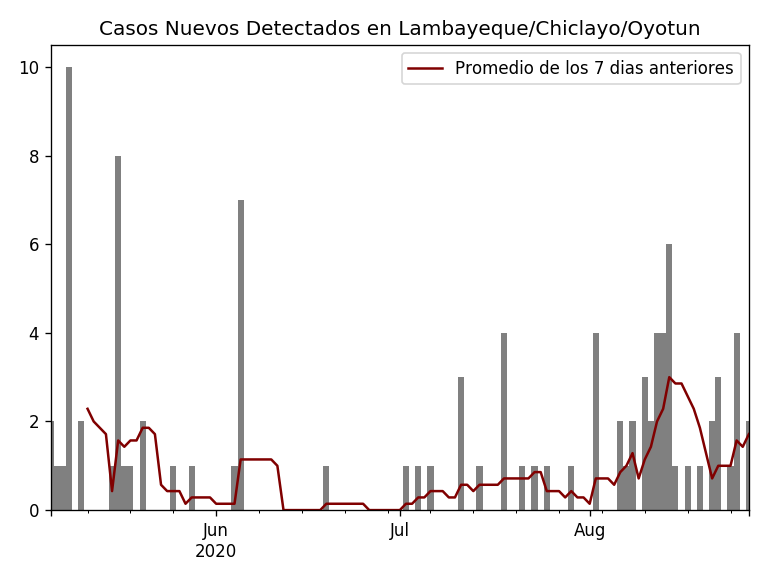 Casos Nuevos Detectados en Lambayeque/Chiclayo/Oyotun
Promedio de los 7 dias anteriores
10
8
6
4
2
0
Jun
2020
Jul
Aug